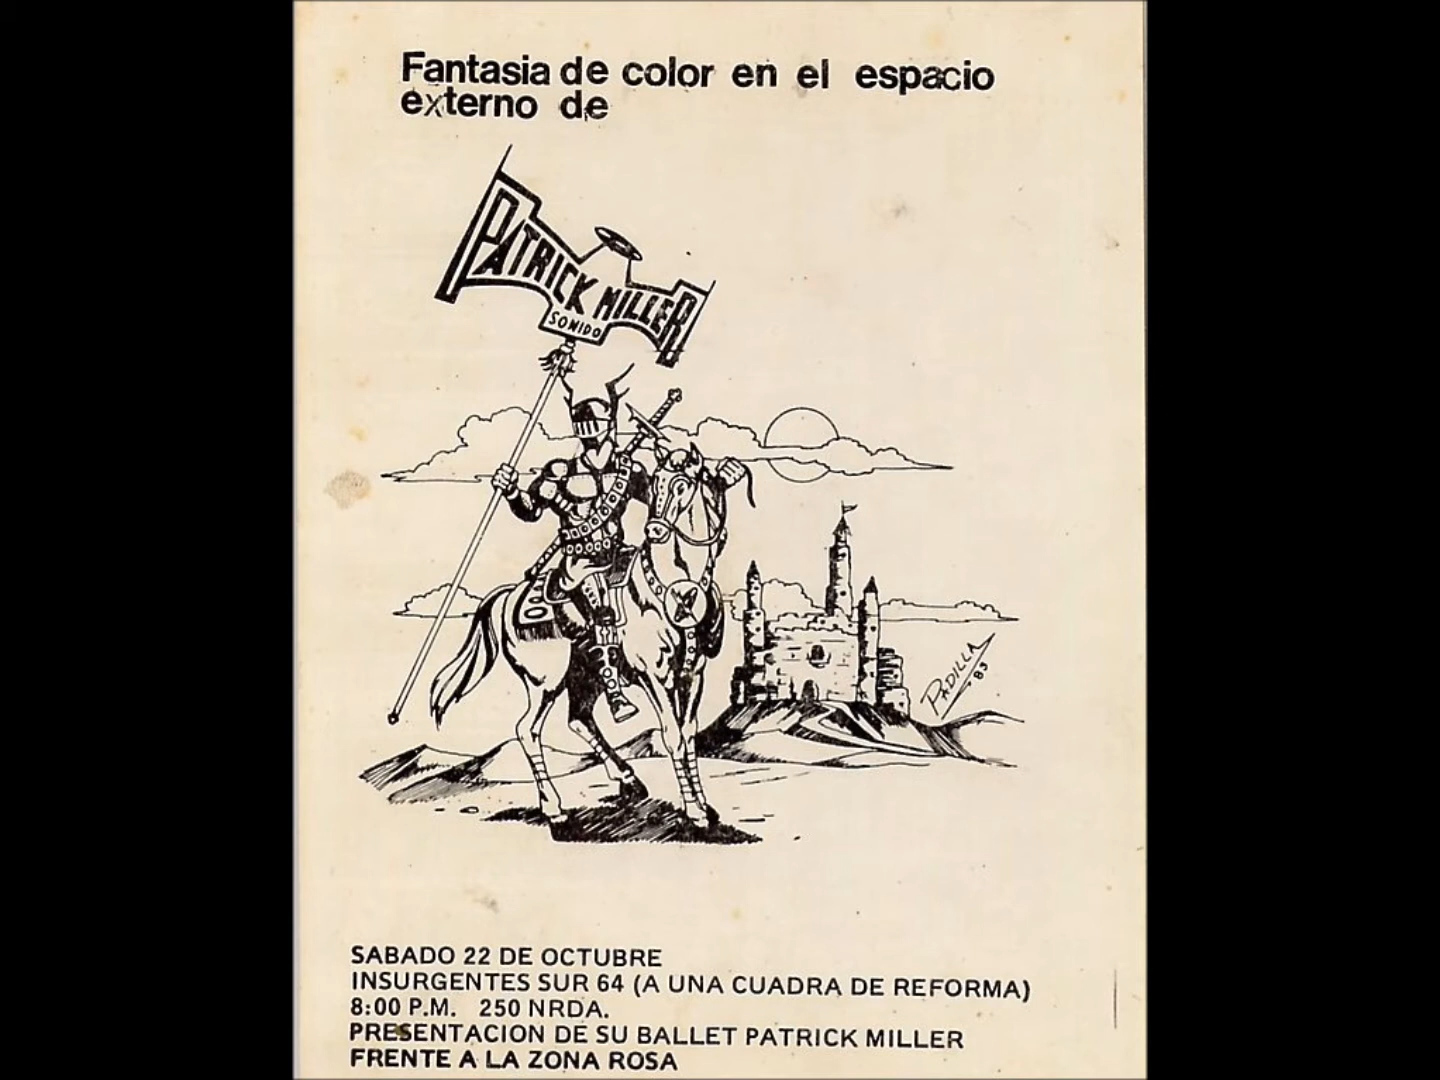 Fantasia de color en el espacio
externo de
PATRICK MILLER
SONIDO
PADILLA
83
SABADO 22 DE OCTUBRE
INSURGENTES SUR 64 (A UNA CUADRA DE REFORMA)
8:00 P.M. 250 NRDA.
PRESENTACION DE SU BALLET PATRICK MILLER
FRENTE A LA ZONA ROSA